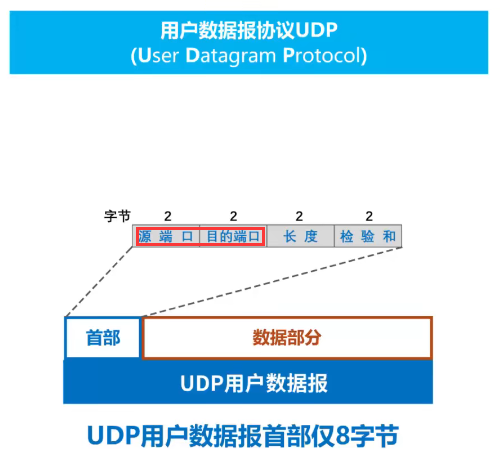 用户数据报协议UDP
(User Datagram Protocol)
字节 2 2 2 2
源端口 目的端口 长度 检验和
首部 数据部分
UDP用户数据报
UDP用户数据报首部仅8字节